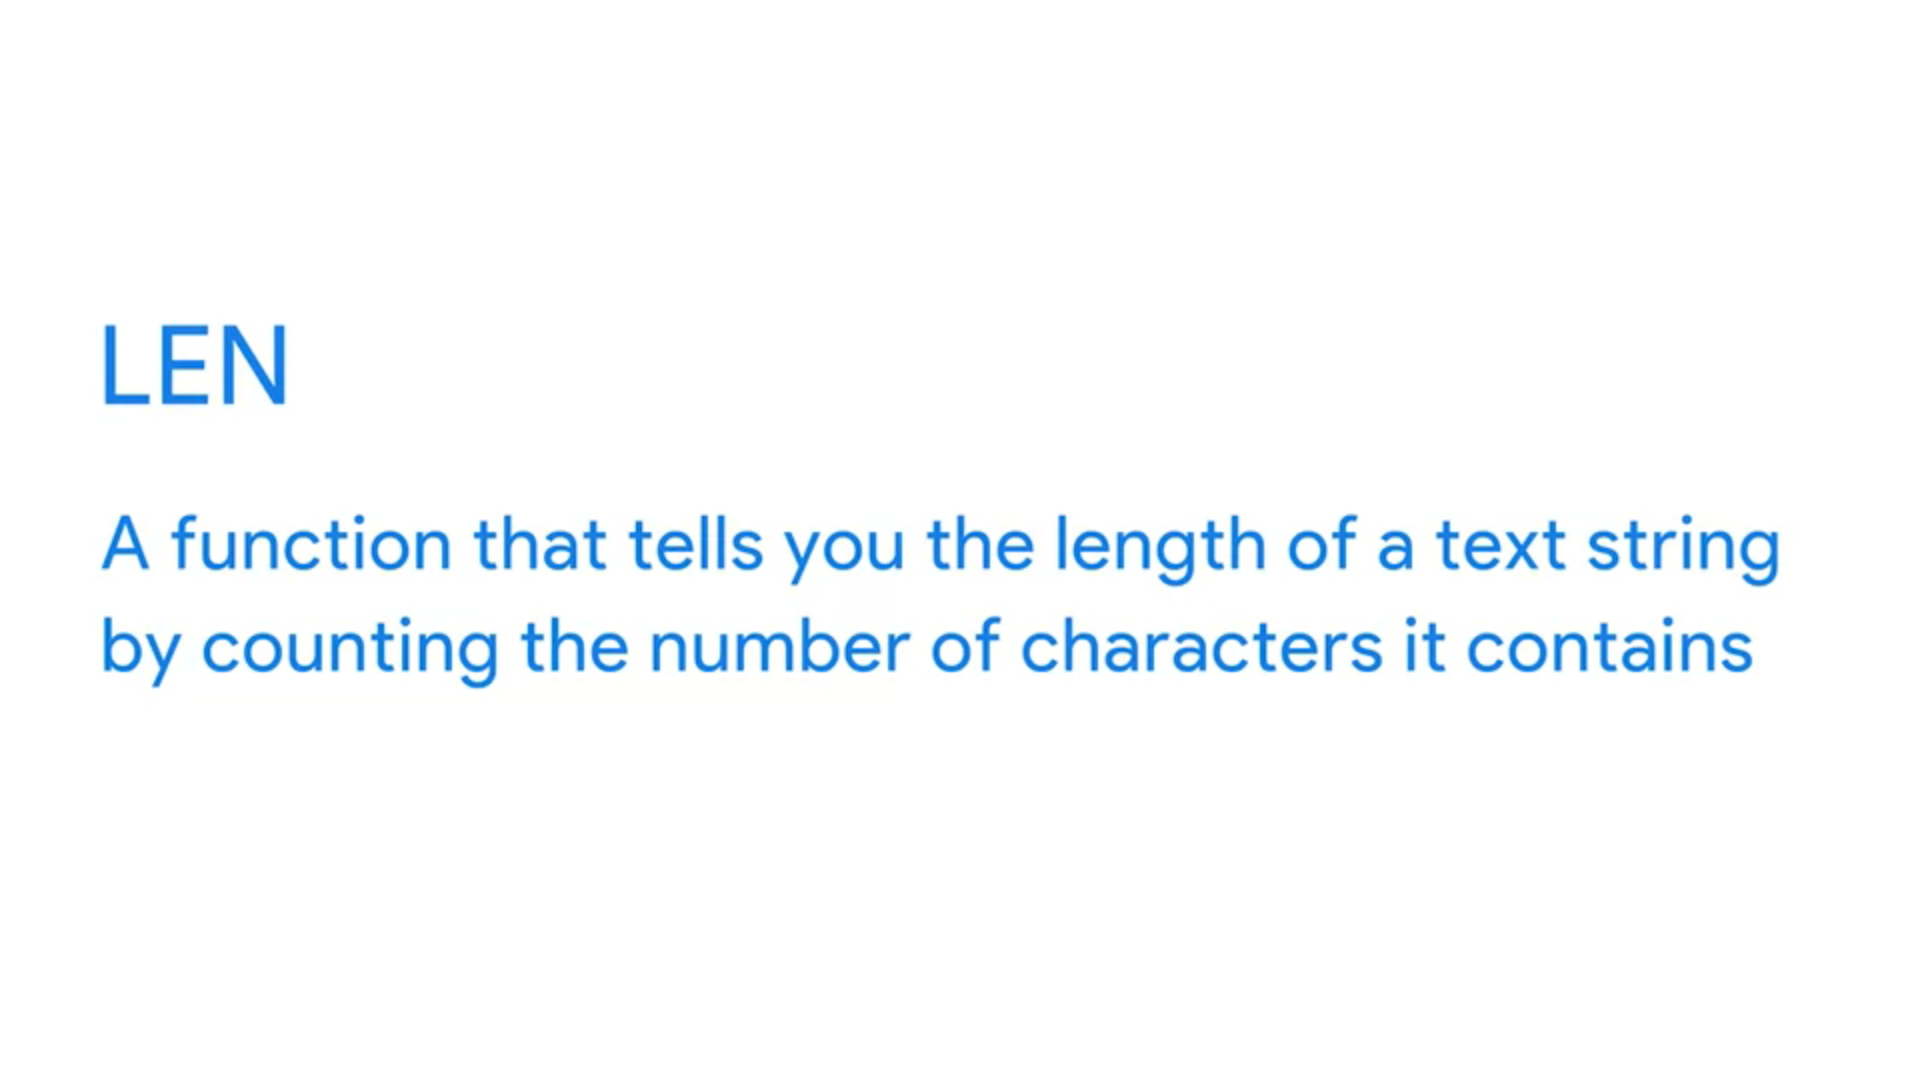 LEN
A function that tells you the length of a text string
by counting the number of characters it contains